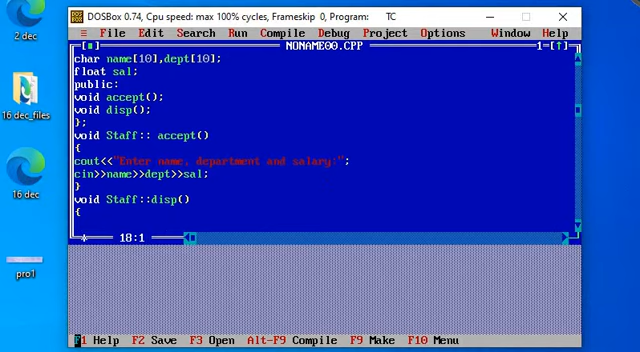 DOSBox 0.74, Cpu speed: max 100% cycles, Frameskip 0, Program: TC
File Edit Search Run Compile Debug Project Options Window Help
NONAME00.CPP 1=[↑]
char name[10],dept[10];
float sal;
public:
void accept();
void disp();
};
void Staff:: accept()
{
cout<<"Enter name, department and salary:";
cin>>name>>dept>>sal;
}
void Staff::disp()
{
18:1
F1 Help F2 Save F3 Open Alt-F9 Compile F9 Make F10 Menu
2 dec
16 dec_files
16 dec
pro1